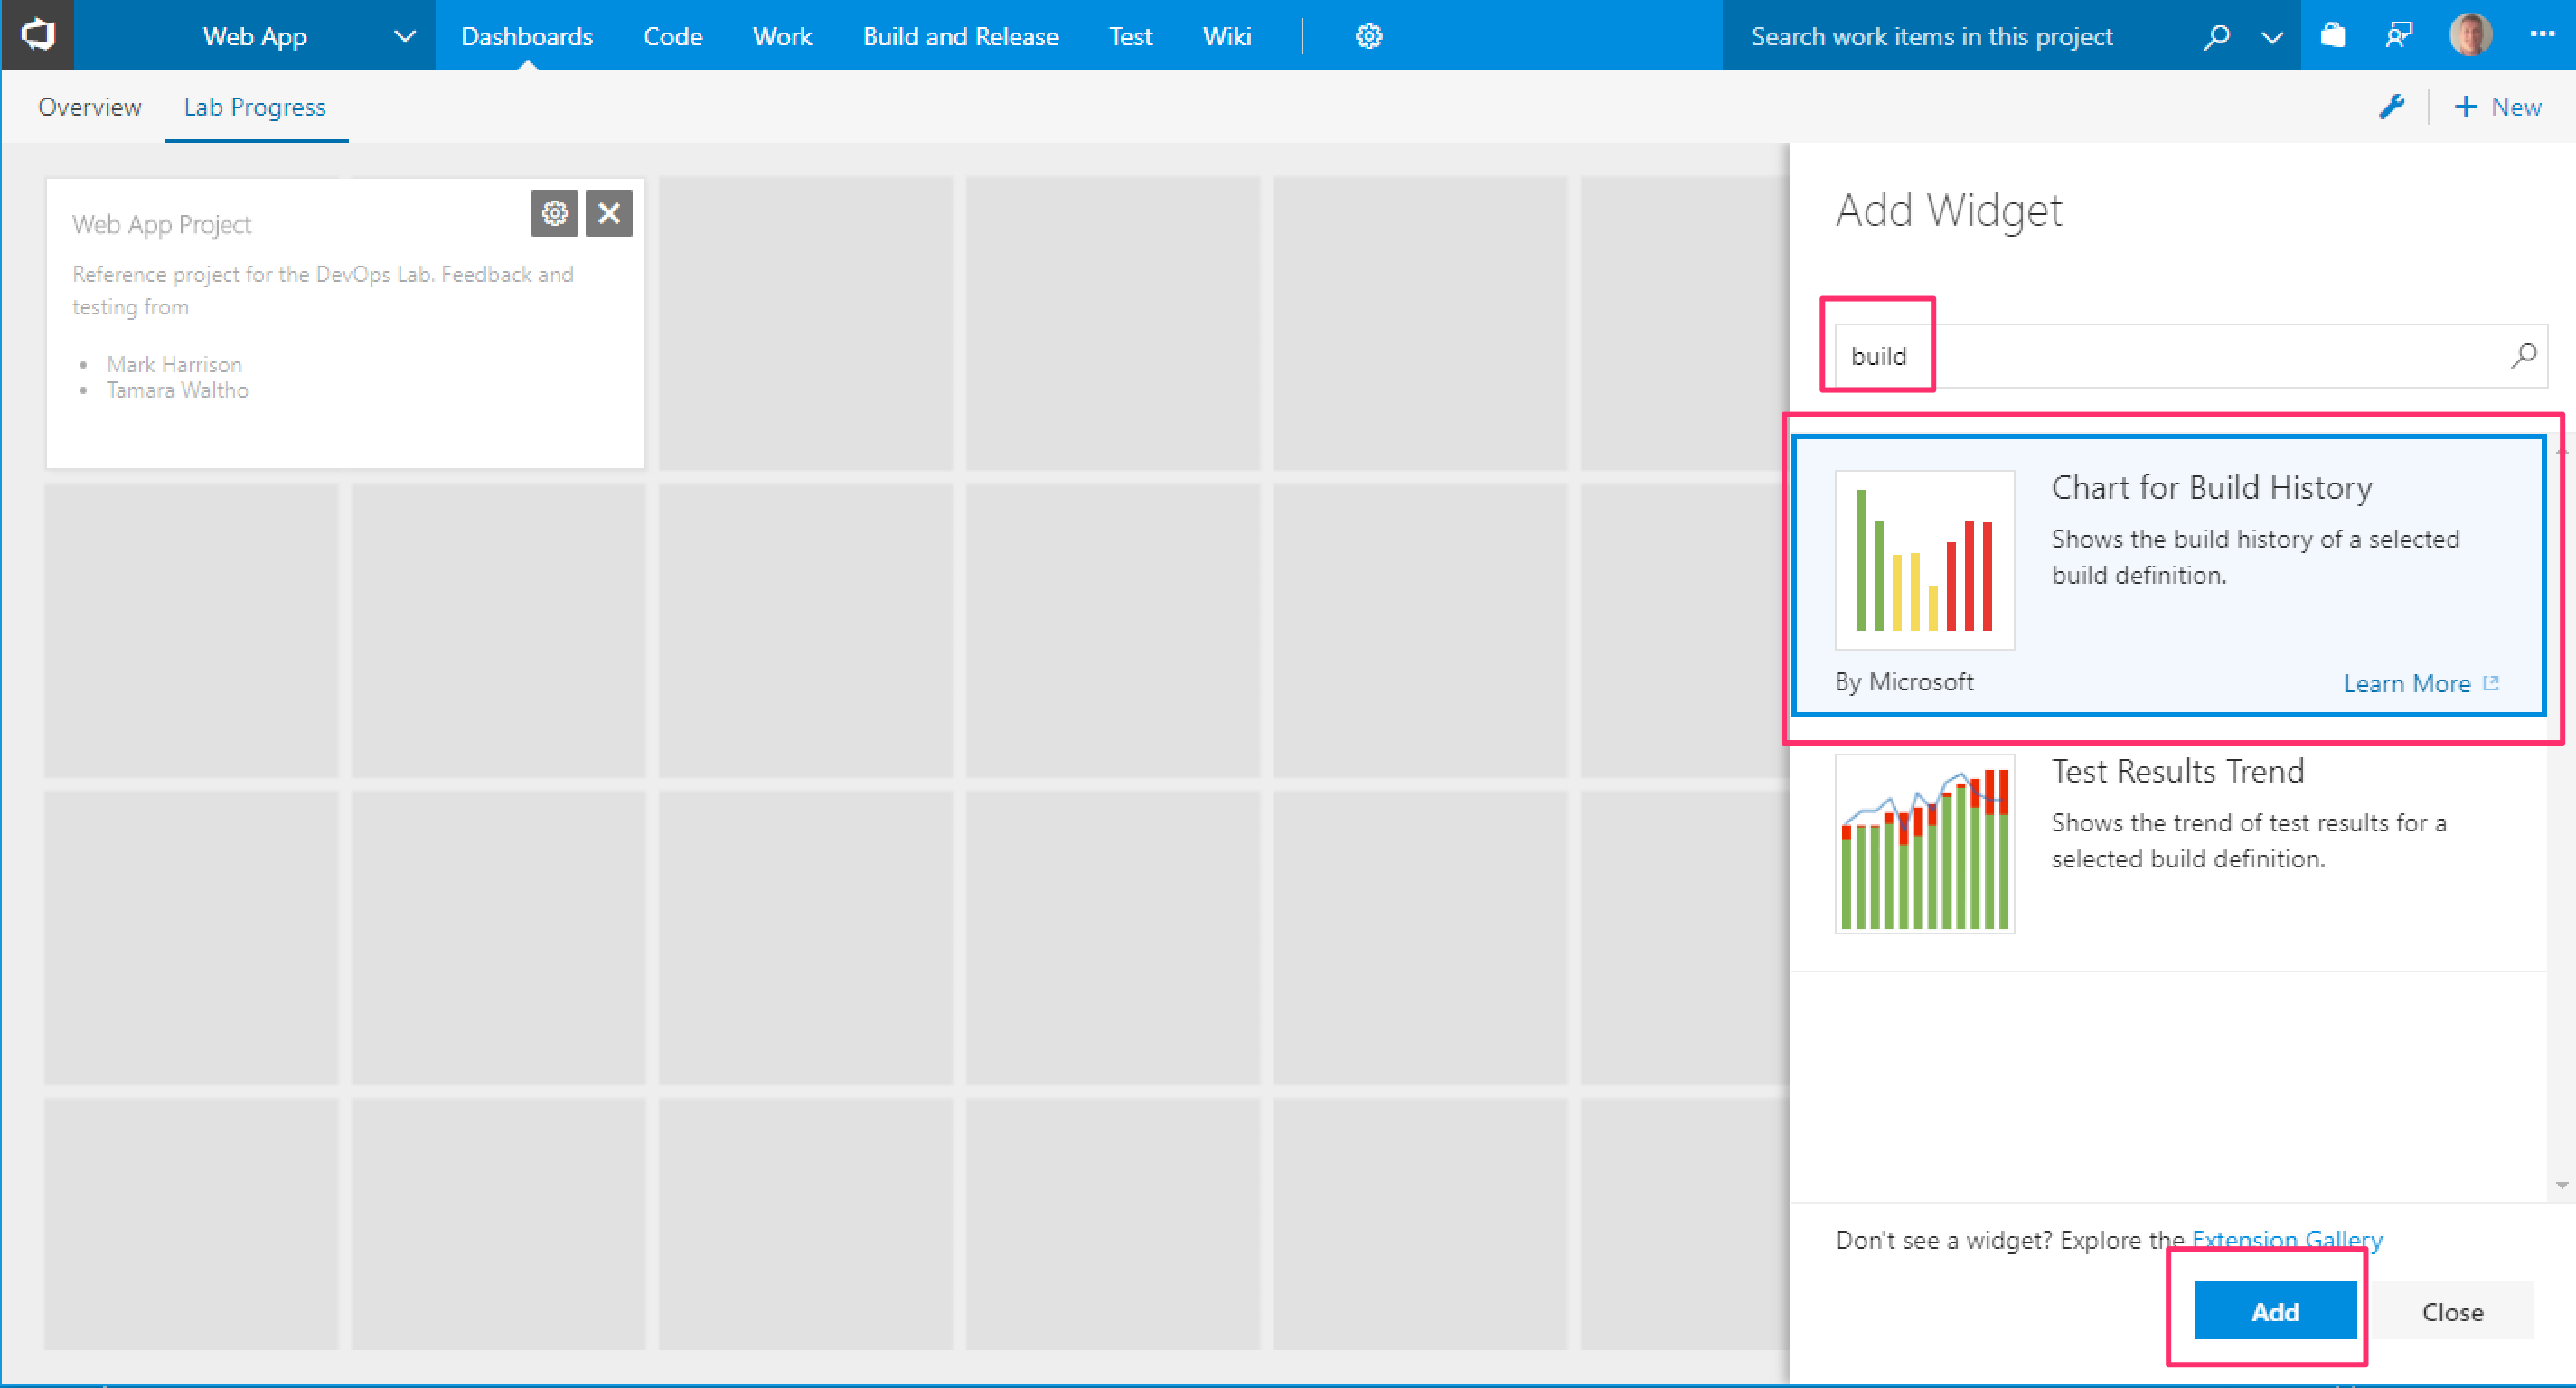 Web App
Dashboards
Code
Work
Build and Release
Test
Wiki
Search work items in this project
Overview
Lab Progress
New
Web App Project
Reference project for the DevOps Lab. Feedback and
testing from
• Mark Harrison
• Tamara Waltho
Add Widget
build
Chart for Build History
Shows the build history of a selected
build definition.
By Microsoft
Learn More
Test Results Trend
Shows the trend of test results for a
selected build definition.
Don't see a widget? Explore the Extension Gallery
Add
Close